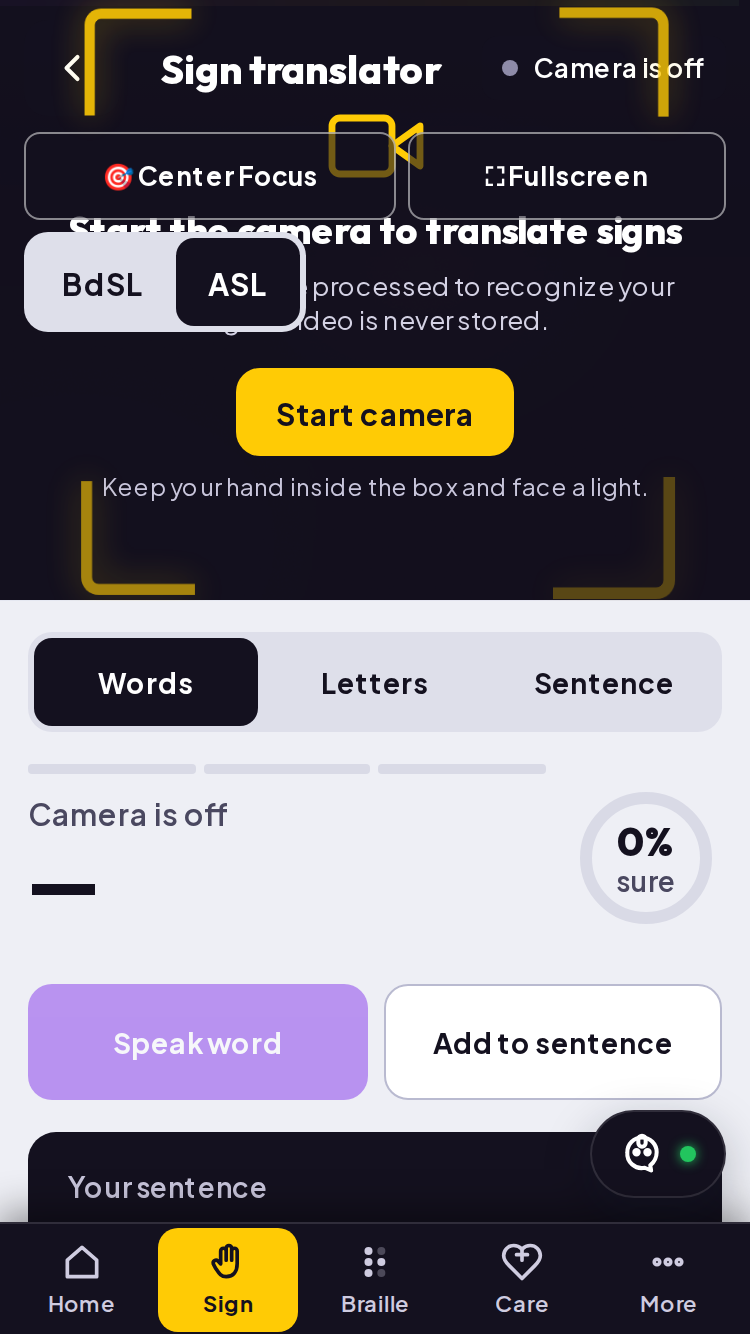 Sign translator
Camera is off
Center Focus
Fullscreen
Start the camera to translate signs
BdSL
ASL
processed to recognize your
video is never stored.
Start camera
Keep your hand inside the box and face a light.
Words
Letters
Sentence
Camera is off
—
0%
sure
Speak word
Add to sentence
Your sentence
Home
Sign
Braille
Care
More